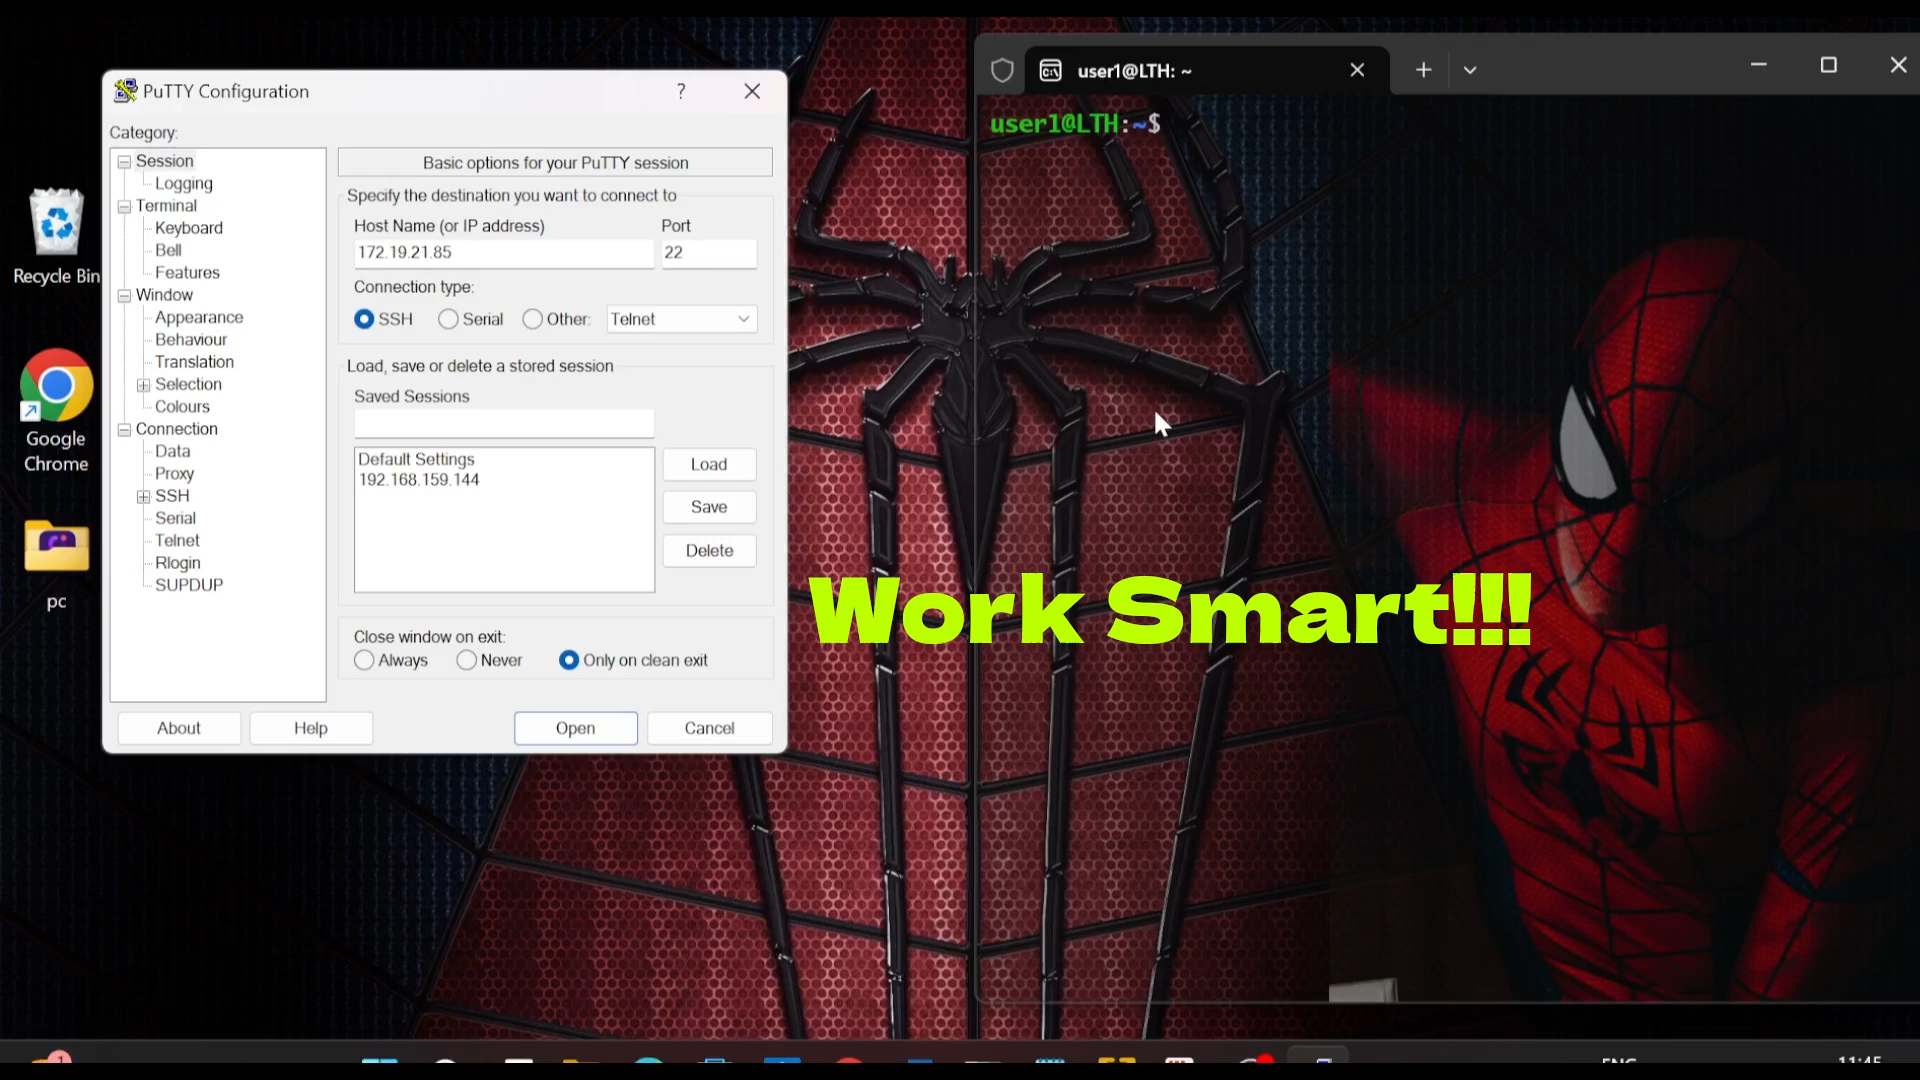 PuTTY Configuration
?
Category:
Session
Logging
Terminal
Keyboard
Bell
Features
Window
Appearance
Behaviour
Translation
Selection
Colours
Connection
Data
Proxy
SSH
Serial
Telnet
Rlogin
SUPDUP
Basic options for your PuTTY session
Specify the destination you want to connect to
Host Name (or IP address) Port
172.19.21.85 22
Connection type:
SSH Serial Other: Telnet
Load, save or delete a stored session
Saved Sessions
Default Settings
192.168.159.144
Load
Save
Delete
Close window on exit:
Always Never Only on clean exit
About Help Open Cancel
Recycle Bin
Google
Chrome
pc
user1@LTH: ~
user1@LTH:~$
Work Smart!!!
1
ENG
11:45